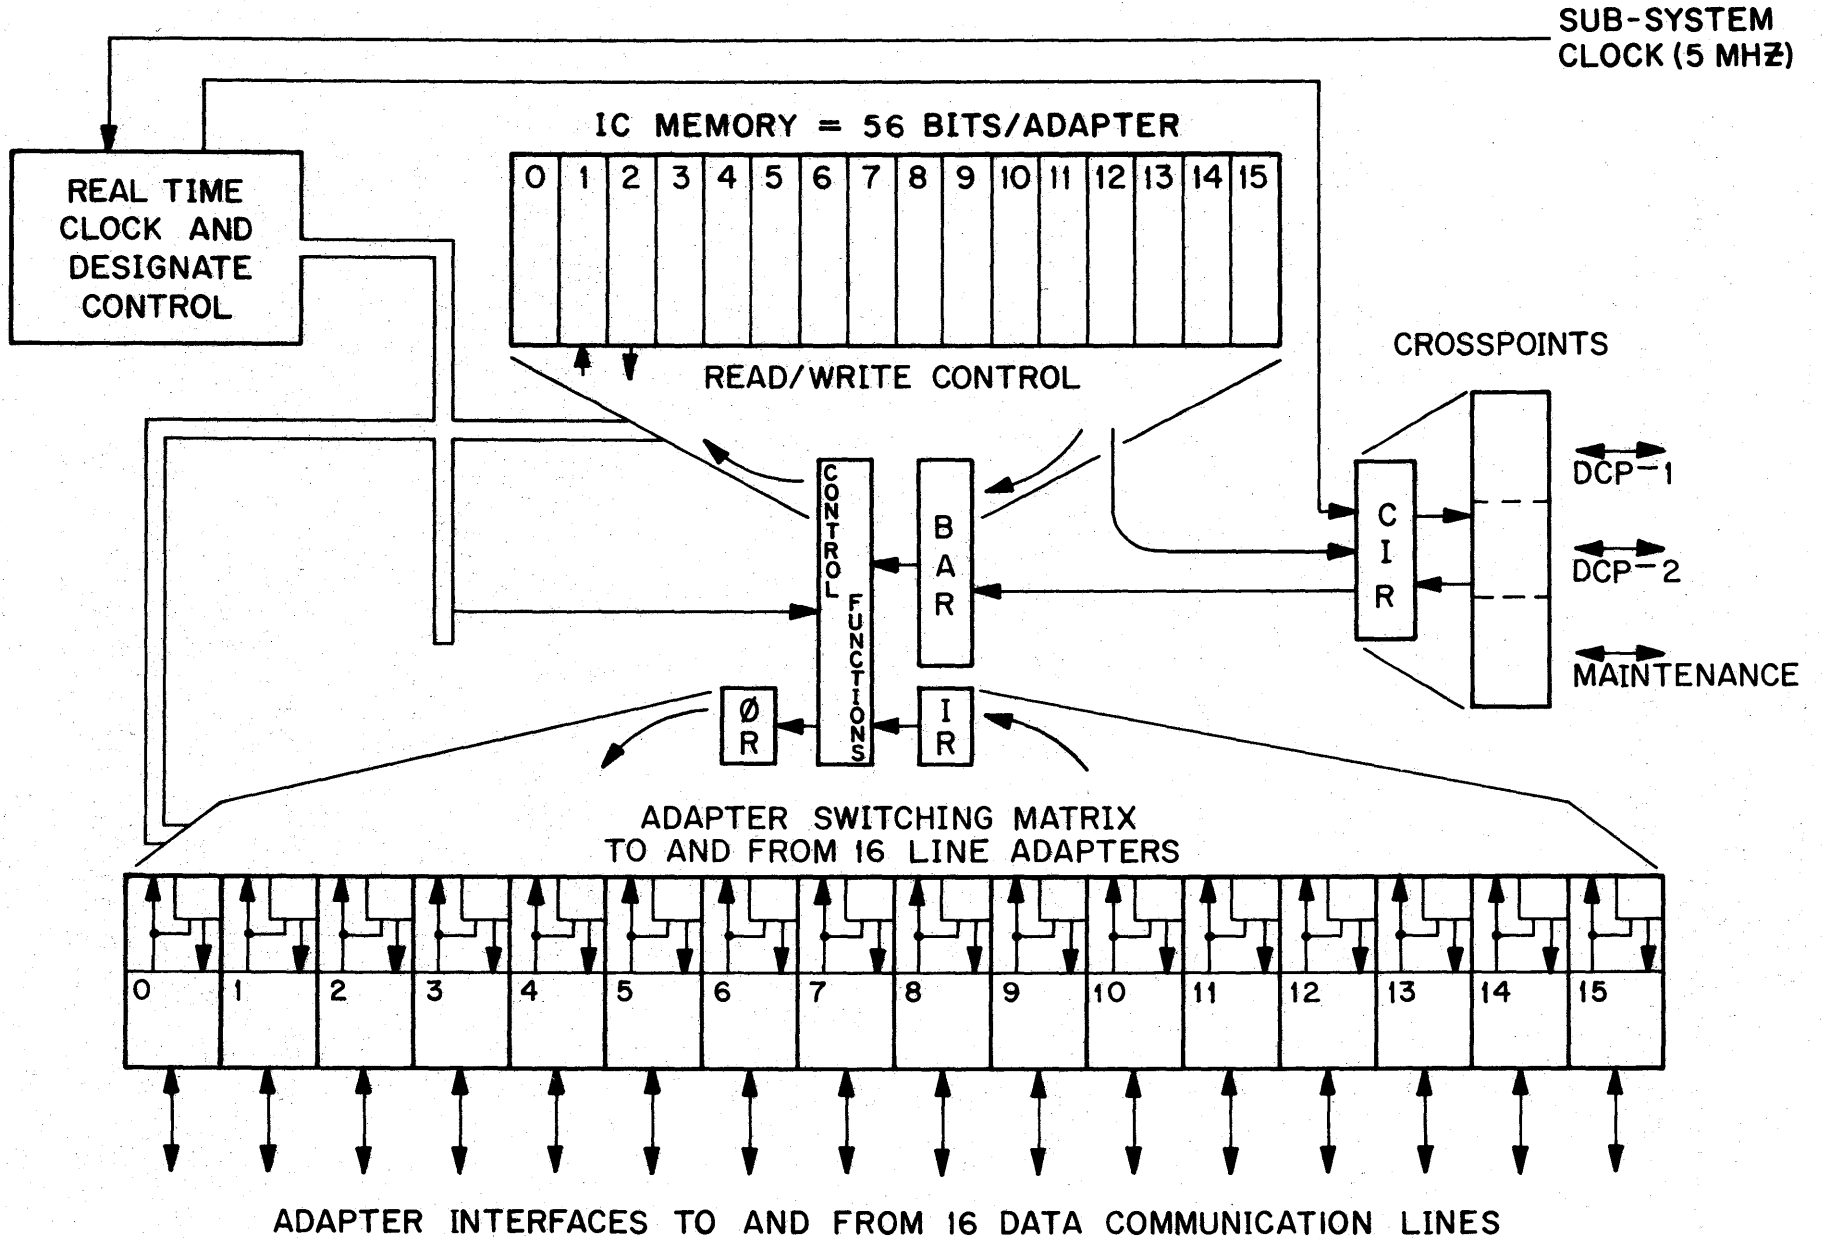 SUB-SYSTEM
CLOCK (5 MHZ)
IC MEMORY = 56 BITS/ADAPTER
0 1 2 3 4 5 6 7 8 9 10 11 12 13 14 15
REAL TIME
CLOCK AND
DESIGNATE
CONTROL
READ/WRITE CONTROL
CROSSPOINTS
CONTROL
FUNCTIONS
BAR
CIR
DCP-1
DCP-2
MAINTENANCE
ØR
IR
ADAPTER SWITCHING MATRIX
TO AND FROM 16 LINE ADAPTERS
0 1 2 3 4 5 6 7 8 9 10 11 12 13 14 15
ADAPTER INTERFACES TO AND FROM 16 DATA COMMUNICATION LINES